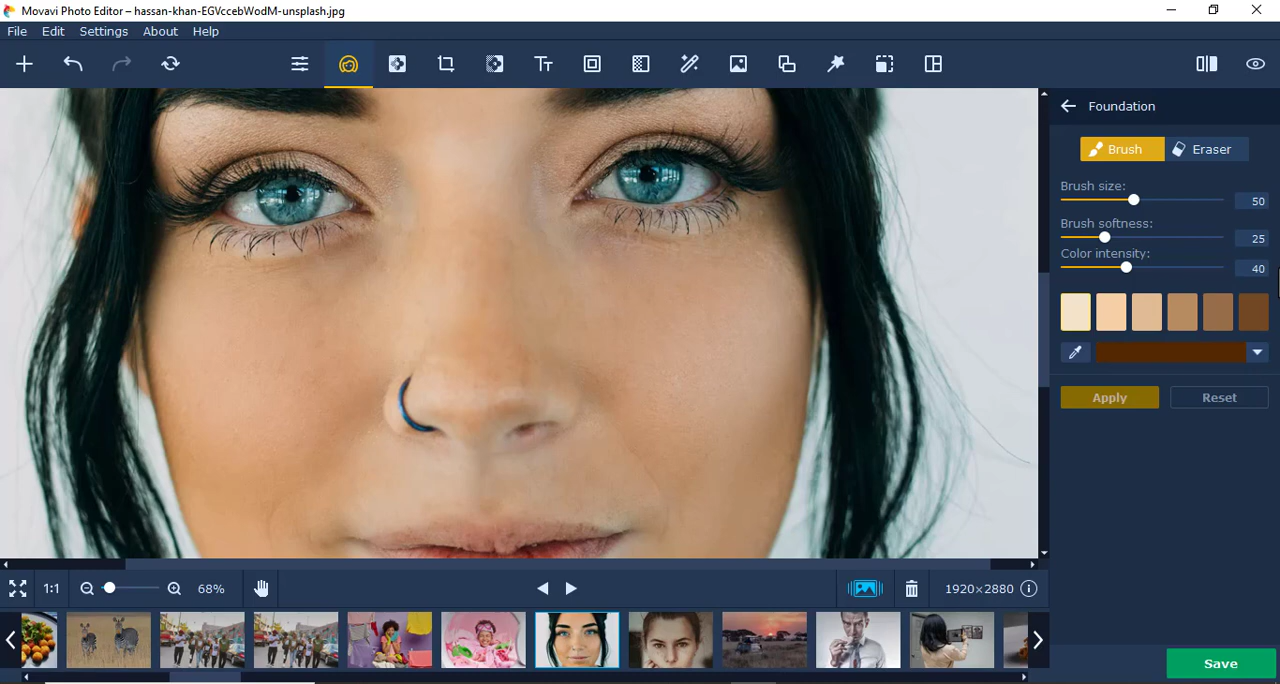 Movavi Photo Editor – hassan-khan-EGVccebWodM-unsplash.jpg
File Edit Settings About Help
Foundation
Brush Eraser
Brush size:
50
Brush softness:
25
Color intensity:
40
Apply Reset
1:1 68% 1920×2880
Save